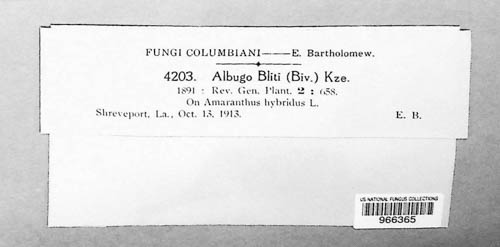 FUNGI COLUMBIANI——E. Bartholomew.
4203. Albugo Bliti (Biv.) Kze.
1891 : Rev. Gen. Plant. 2 : 658.
On Amaranthus hybridus L.
Shreveport, La., Oct. 13, 1913. E. B.
US NATIONAL FUNGUS COLLECTIONS
966365